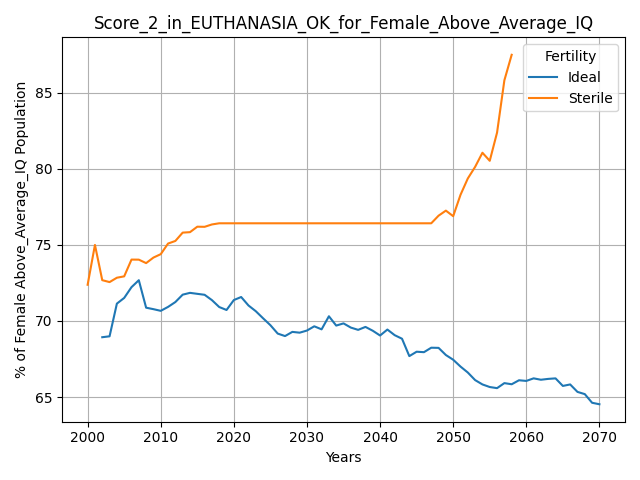 Score_2_in_EUTHANASIA_OK_for_Female_Above_Average_IQ
% of Female Above_Average_IQ Population
85
80
75
70
65
Fertility
Ideal
Sterile
2000 2010 2020 2030 2040 2050 2060 2070
Years